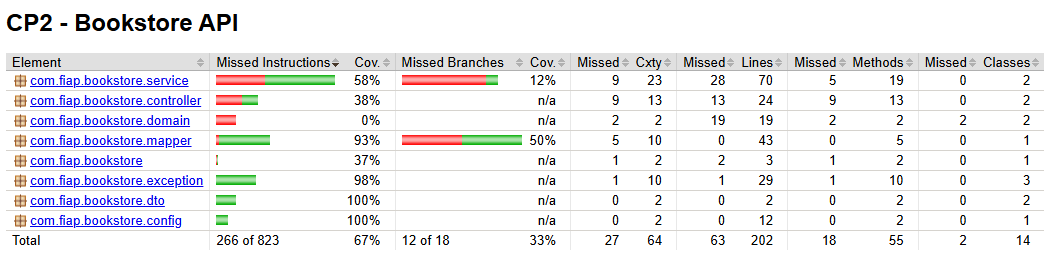 CP2 - Bookstore API
Element Missed Instructions Cov. Missed Branches Cov. Missed Cxty Missed Lines Missed Methods Missed Classes
com.fiap.bookstore.service 58% 12% 9 23 28 70 5 19 0 2
com.fiap.bookstore.controller 38% n/a 9 13 13 24 9 13 0 2
com.fiap.bookstore.domain 0% n/a 2 2 19 19 2 2 2 2
com.fiap.bookstore.mapper 93% 50% 5 10 0 43 0 5 0 1
com.fiap.bookstore 37% n/a 1 2 2 3 1 2 0 1
com.fiap.bookstore.exception 98% n/a 1 10 1 29 1 10 0 3
com.fiap.bookstore.dto 100% n/a 0 2 0 2 0 2 0 2
com.fiap.bookstore.config 100% n/a 0 2 0 12 0 2 0 1
Total 266 of 823 67% 12 of 18 33% 27 64 63 202 18 55 2 14